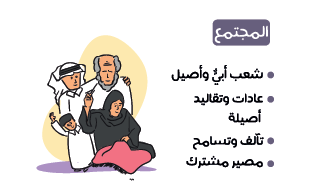 المجتمع
شعب أبيٌّ وأصيل
عادات وتقاليد
أصيلة
تآلف وتسامح
مصير مشترك